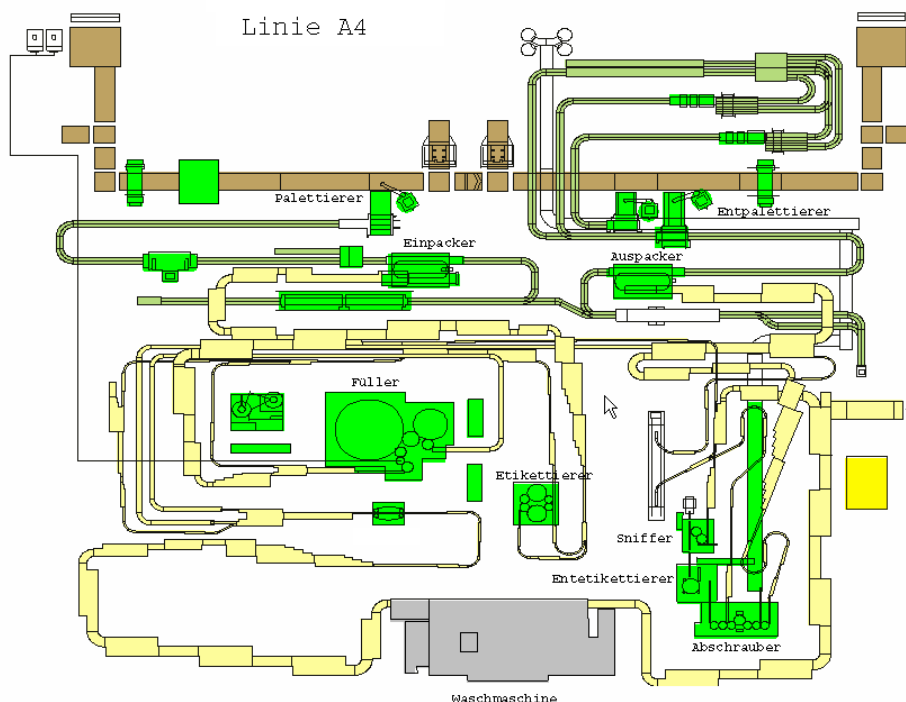 Linie A4
Palettierer
Entpalettierer
Einpacker
Auspacker
Füller
Etikettierer
Sniffer
Entetikettierer
Abschrauber
Waschmaschine